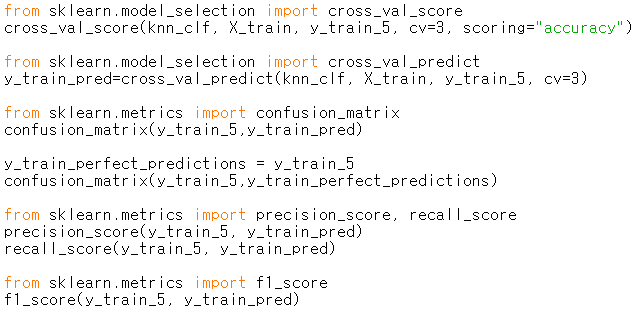 from sklearn.model_selection import cross_val_score
cross_val_score(knn_clf, X_train, y_train_5, cv=3, scoring="accuracy")
from sklearn.model_selection import cross_val_predict
y_train_pred=cross_val_predict(knn_clf, X_train, y_train_5, cv=3)
from sklearn.metrics import confusion_matrix
confusion_matrix(y_train_5,y_train_pred)
y_train_perfect_predictions = y_train_5
confusion_matrix(y_train_5,y_train_perfect_predictions)
from sklearn.metrics import precision_score, recall_score
precision_score(y_train_5, y_train_pred)
recall_score(y_train_5, y_train_pred)
from sklearn.metrics import f1_score
f1_score(y_train_5, y_train_pred)